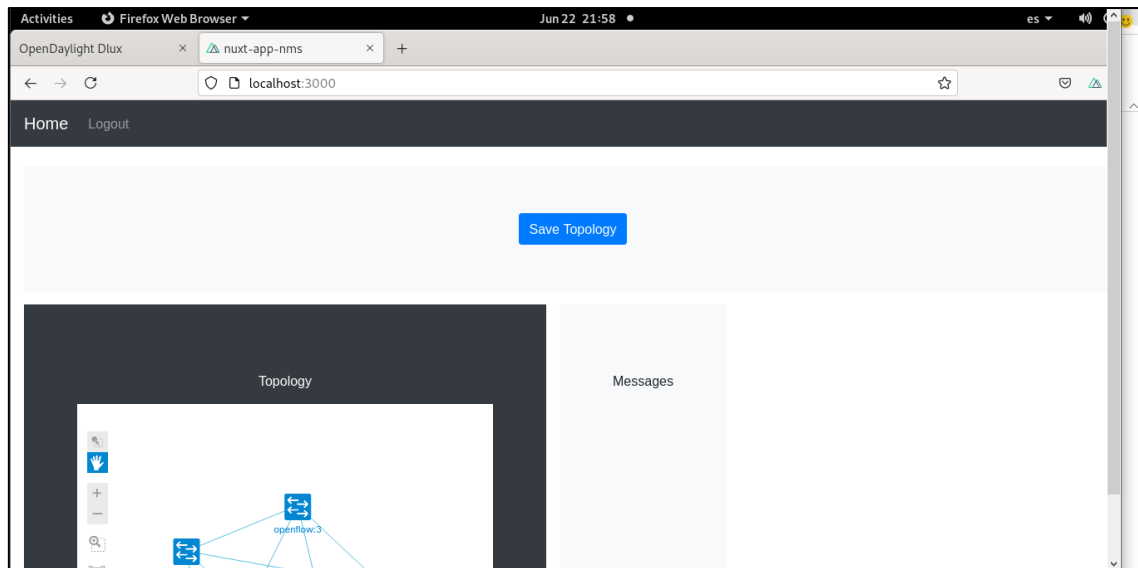 Activities Firefox Web Browser Jun 22 21:58 es
OpenDaylight Dlux nuxt-app-nms
localhost:3000
Home Logout
Save Topology
Topology Messages
openflow:3